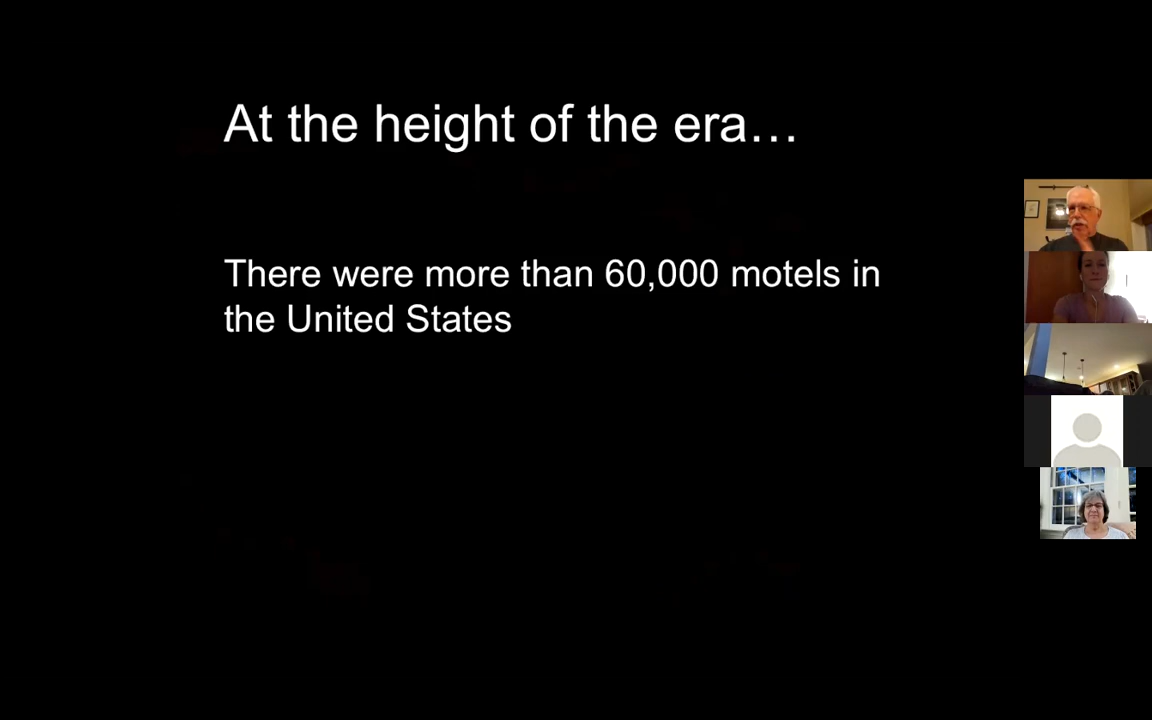 At the height of the era…
There were more than 60,000 motels in
the United States